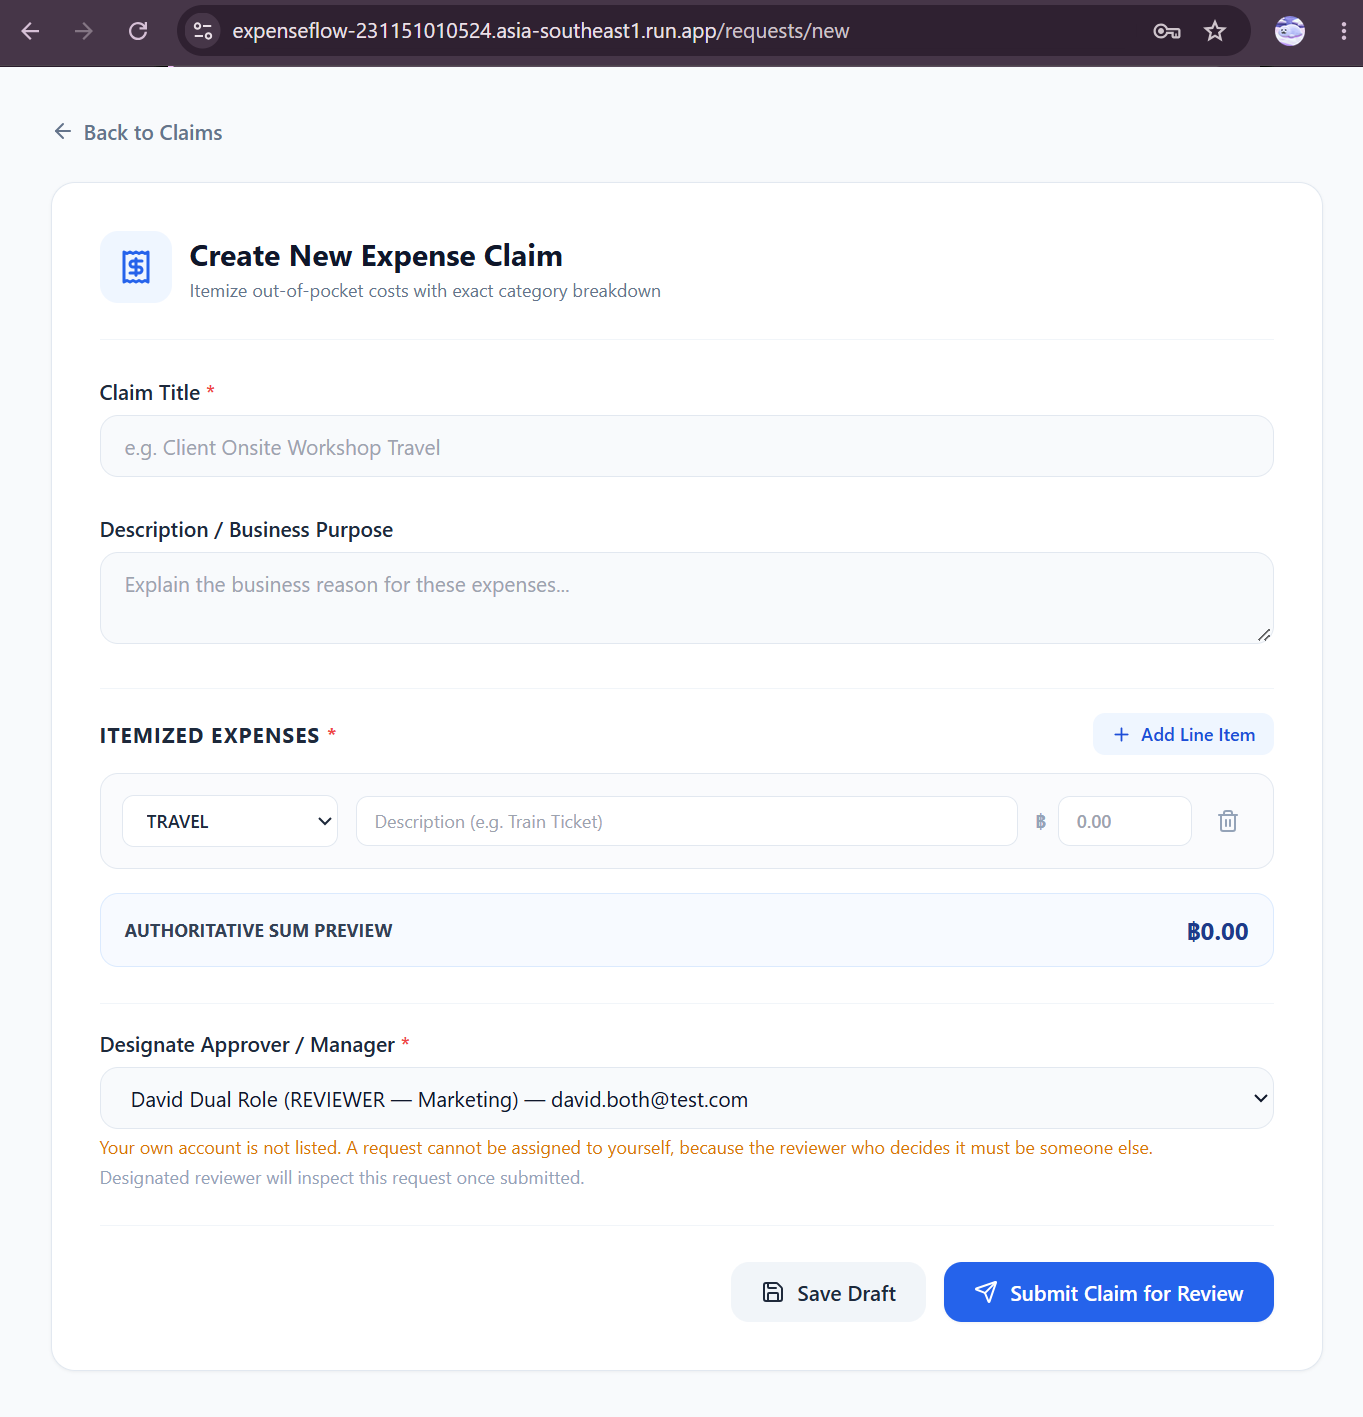 expenseflow-231151010524.asia-southeast1.run.app/requests/new
Back to Claims
Create New Expense Claim
Itemize out-of-pocket costs with exact category breakdown
Claim Title *
e.g. Client Onsite Workshop Travel
Description / Business Purpose
Explain the business reason for these expenses...
ITEMIZED EXPENSES *
Add Line Item
TRAVEL
Description (e.g. Train Ticket)
฿
0.00
AUTHORITATIVE SUM PREVIEW
฿0.00
Designate Approver / Manager *
David Dual Role (REVIEWER — Marketing) — david.both@test.com
Your own account is not listed. A request cannot be assigned to yourself, because the reviewer who decides it must be someone else.
Designated reviewer will inspect this request once submitted.
Save Draft
Submit Claim for Review